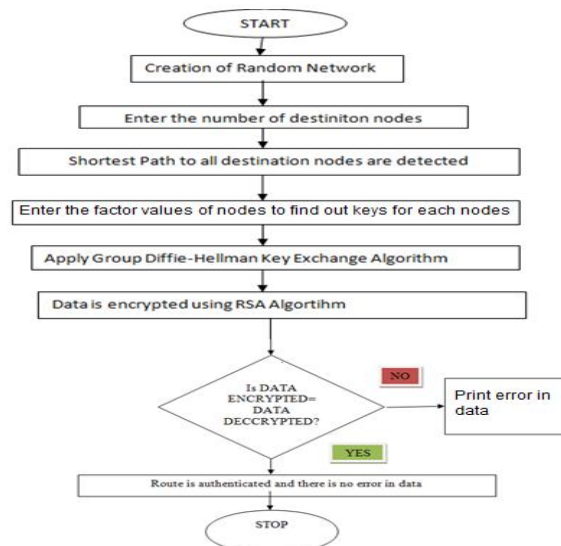 START
Creation of Random Network
Enter the number of destiniton nodes
Shortest Path to all destination nodes are detected
Enter the factor values of nodes to find out keys for each nodes
Apply Group Diffie-Hellman Key Exchange Algorithm
Data is encrypted using RSA Algortihm
Is DATA
ENCRYPTED=
DATA
DECCRYPTED?
NO
Print error in
data
YES
Route is authenticated and there is no error in data
STOP